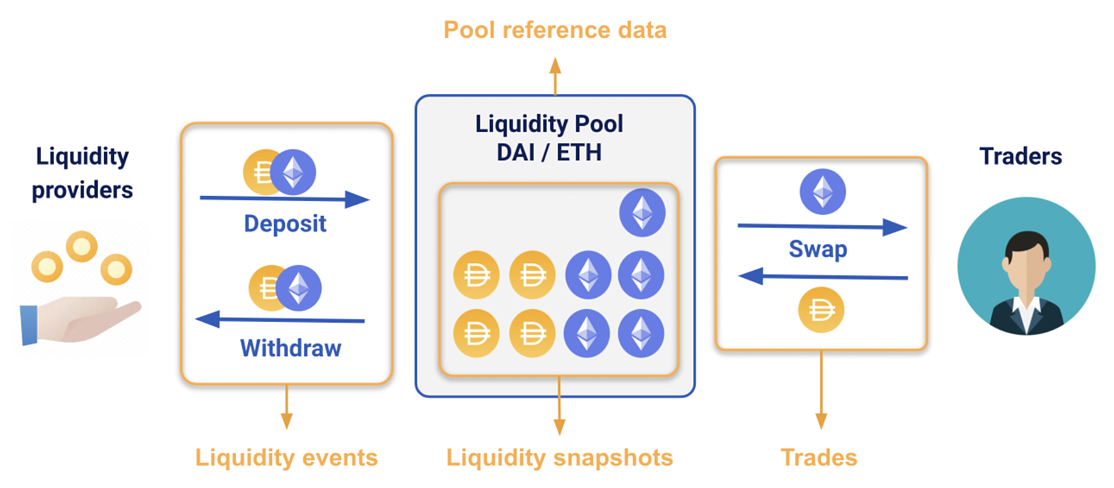 Pool reference data
Liquidity Pool
DAI / ETH
Liquidity
providers
Deposit
Withdraw
Swap
Traders
Liquidity events
Liquidity snapshots
Trades